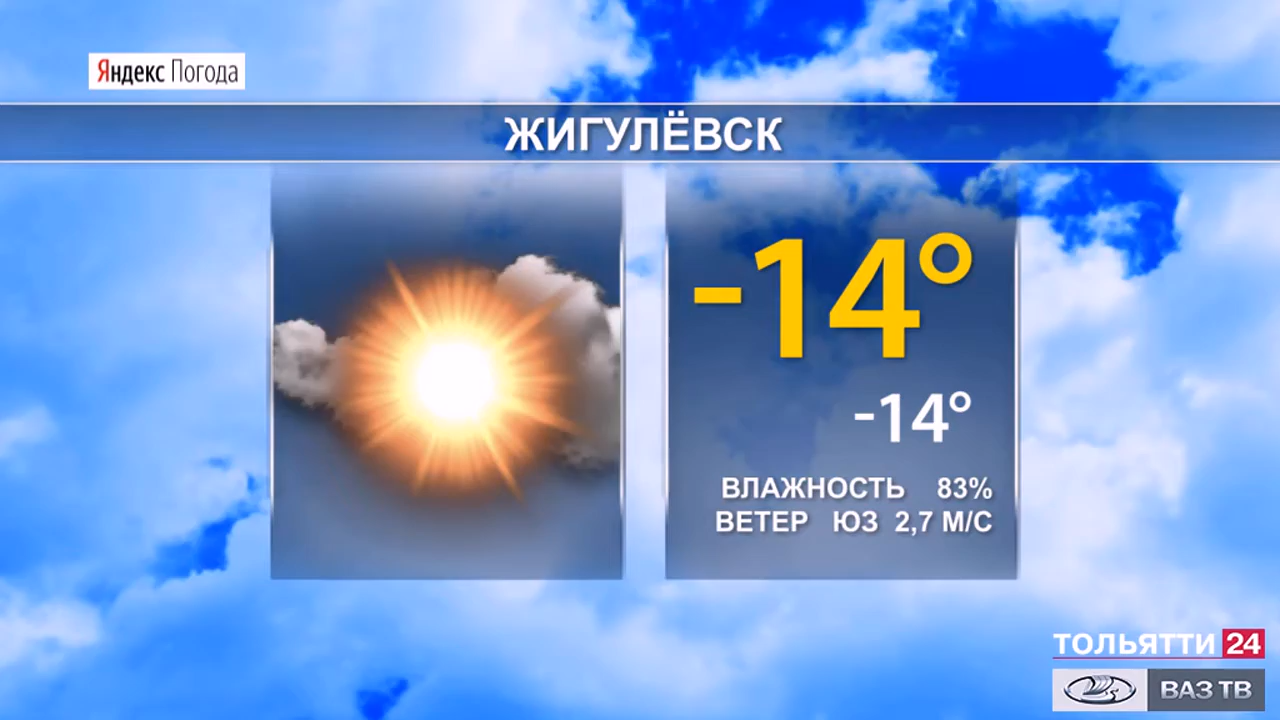 Яндекс Погода
ЖИГУЛЁВСК
-14°
-14°
ВЛАЖНОСТЬ 83%
ВЕТЕР ЮЗ 2,7 М/С
ТОЛЬЯТТИ 24
ВАЗ ТВ